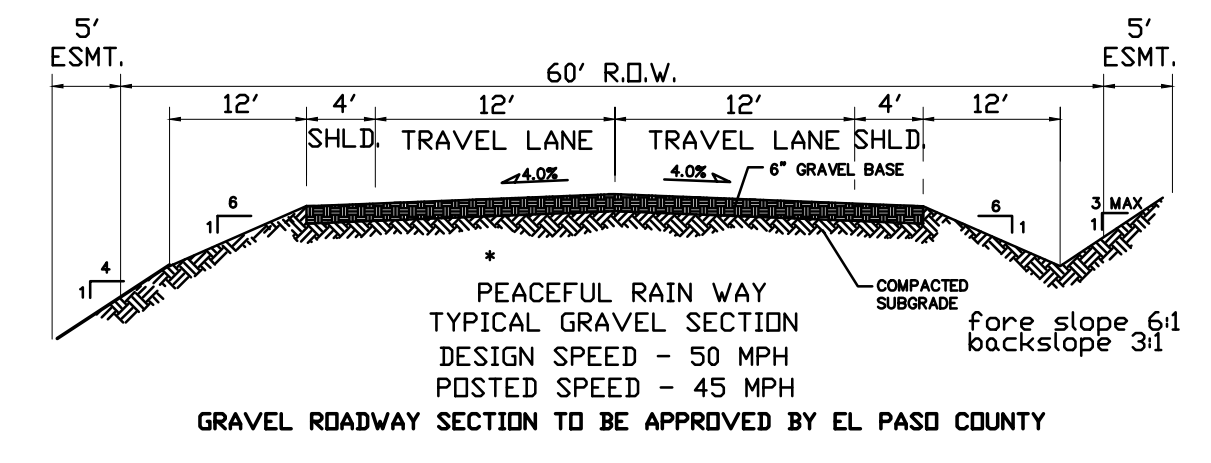 5' 5'
ESMT. ESMT.
60' R.O.W.
12' 4' 12' 12' 4' 12'
SHLD. TRAVEL LANE TRAVEL LANE SHLD.
4.0% 4.0% 6" GRAVEL BASE
6 6 3 MAX
1 1 1
4
1
*
COMPACTED
SUBGRADE
PEACEFUL RAIN WAY
TYPICAL GRAVEL SECTION
fore slope 6:1
backslope 3:1
DESIGN SPEED - 50 MPH
POSTED SPEED - 45 MPH
GRAVEL ROADWAY SECTION TO BE APPROVED BY EL PASO COUNTY